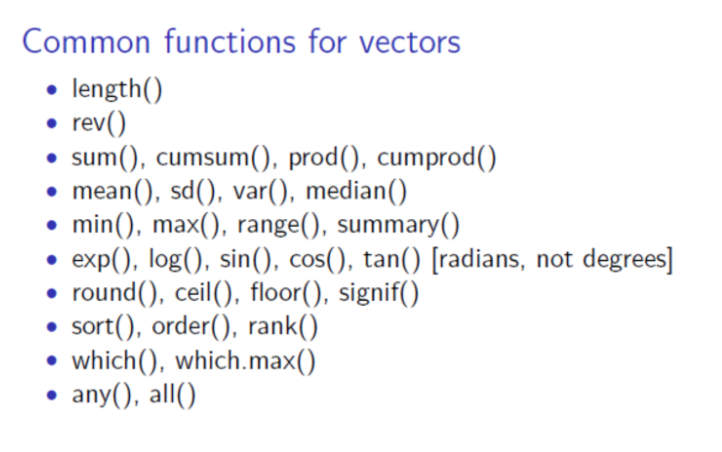 Common functions for vectors
• length()
• rev()
• sum(), cumsum(), prod(), cumprod()
• mean(), sd(), var(), median()
• min(), max(), range(), summary()
• exp(), log(), sin(), cos(), tan() [radians, not degrees]
• round(), ceil(), floor(), signif()
• sort(), order(), rank()
• which(), which.max()
• any(), all()